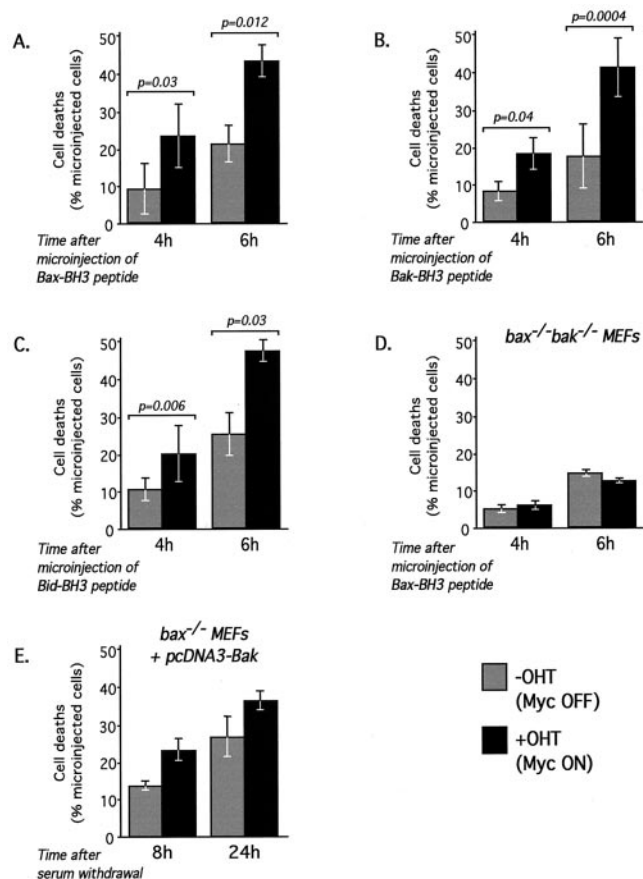 A.
Cell deaths
(% microinjected cells)
50
40
30
20
10
0
p=0.03
p=0.012
4h
6h
Time after
microinjection of
Bax-BH3 peptide
B.
Cell deaths
(% microinjected cells)
50
40
30
20
10
0
p=0.04
p=0.0004
4h
6h
Time after
microinjection of
Bak-BH3 peptide
C.
Cell deaths
(% microinjected cells)
50
40
30
20
10
0
p=0.006
p=0.03
4h
6h
Time after
microinjection of
Bid-BH3 peptide
D.
bax-/-bak-/- MEFs
Cell deaths
(% microinjected cells)
50
40
30
20
10
0
4h
6h
Time after
microinjection of
Bax-BH3 peptide
E.
bax-/- MEFs
+ pcDNA3-Bak
Cell deaths
(% microinjected cells)
50
40
30
20
10
0
8h
24h
Time after
serum withdrawal
-OHT
(Myc OFF)
+OHT
(Myc ON)